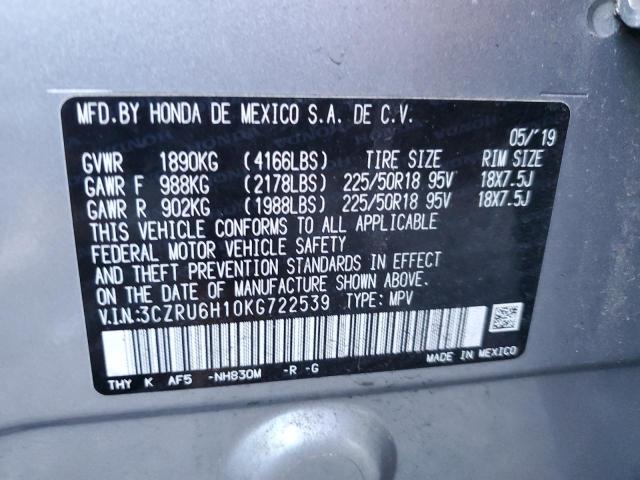 MFD.BY HONDA DE MEXICO S.A. DE C.V.
05/'19
GVWR 1890KG (4166LBS) TIRE SIZE RIM SIZE
GAWR F 988KG (2178LBS) 225/50R18 95V 18X7.5J
GAWR R 902KG (1988LBS) 225/50R18 95V 18X7.5J
THIS VEHICLE CONFORMS TO ALL APPLICABLE
FEDERAL MOTOR VEHICLE SAFETY
AND THEFT PREVENTION STANDARDS IN EFFECT
ON THE DATE OF MANUFACTURE SHOWN ABOVE.
V.I.N:3CZRU6H10KG722539 TYPE: MPV
MADE IN MEXICO
THY K AF5 -NH830M -R -G